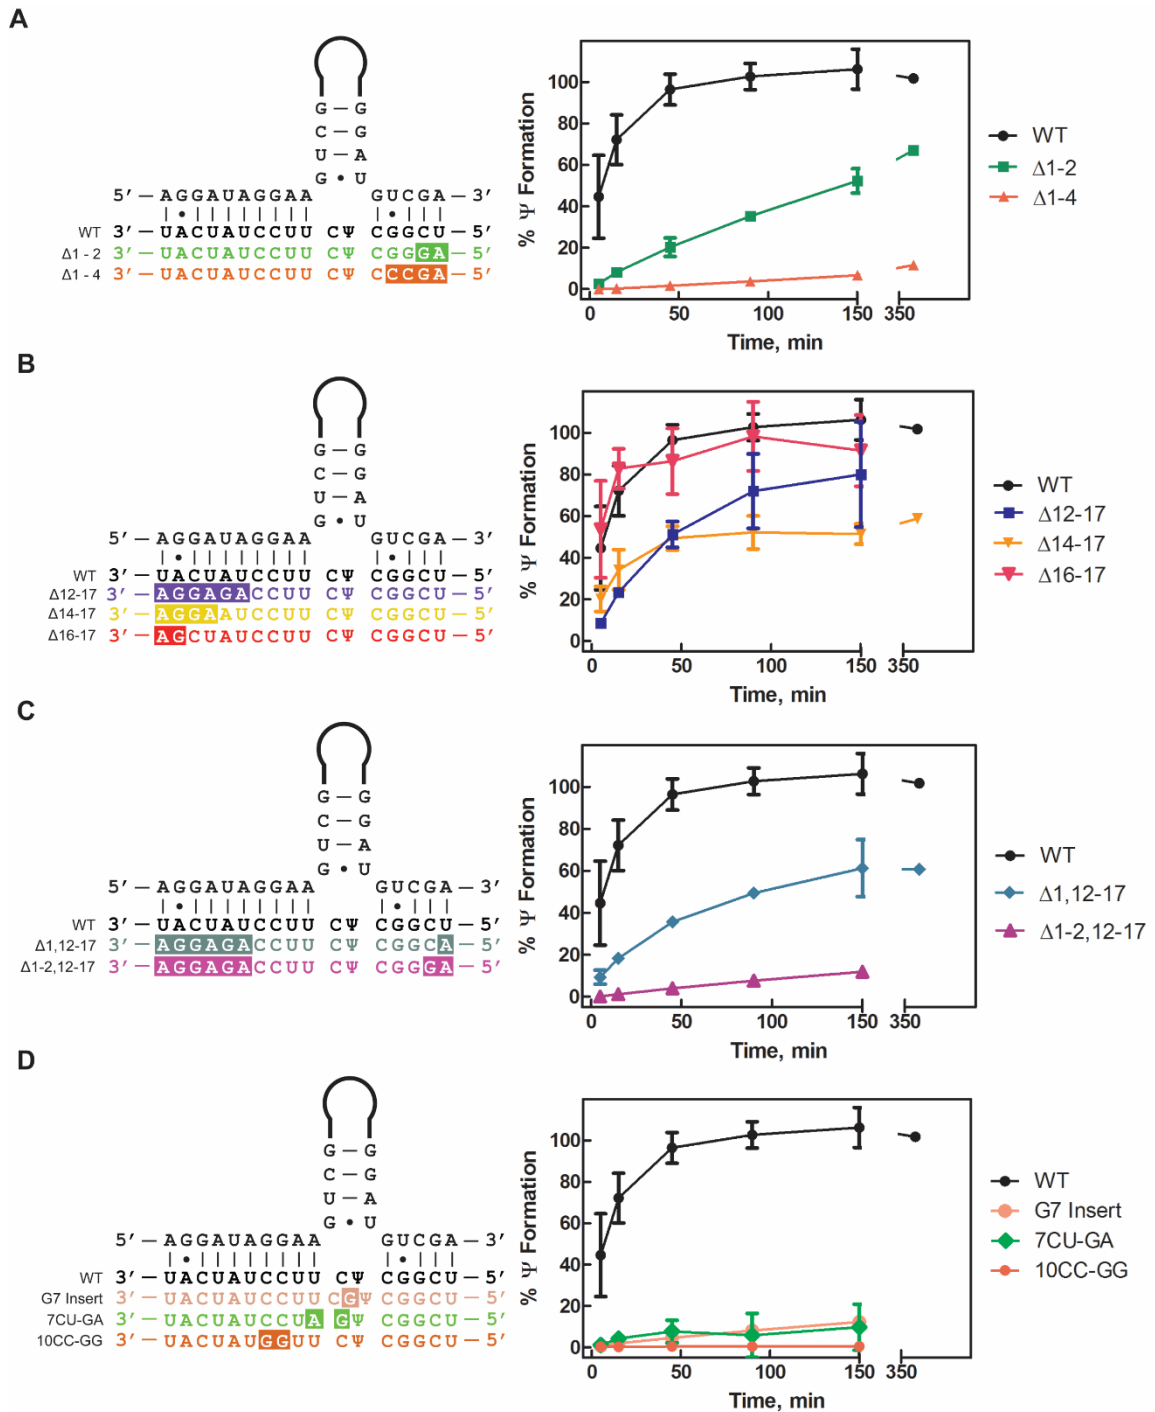 A
G — G
C — G
U — A
G • U
5′ — AGGAUAGGAA GUCGA — 3′
WT 3′ — UACUAUCCUU CΨ CGGCU — 5′
Δ1 - 2 3′ — UACUAUCCUU CΨ CGGGA — 5′
Δ1 - 4 3′ — UACUAUCCUU CΨ CCCGA — 5′
% Ψ Formation
100
80
60
40
20
0
0 50 100 150 350
Time, min
WT
Δ1-2
Δ1-4
B
G — G
C — G
U — A
G • U
5′ — AGGAUAGGAA GUCGA — 3′
WT 3′ — UACUAUCCUU CΨ CGGCU — 5′
Δ12-17 3′ — AGGAGACCUU CΨ CGGCU — 5′
Δ14-17 3′ — AGGAAUCCUU CΨ CGGCU — 5′
Δ16-17 3′ — AGCUAUCCUU CΨ CGGCU — 5′
% Ψ Formation
100
80
60
40
20
0
0 50 100 150 350
Time, min
WT
Δ12-17
Δ14-17
Δ16-17
C
G — G
C — G
U — A
G • U
5′ — AGGAUAGGAA GUCGA — 3′
WT 3′ — UACUAUCCUU CΨ CGGCU — 5′
Δ1,12-17 3′ — AGGAGACCUU CΨ CGGCA — 5′
Δ1-2,12-17 3′ — AGGAGACCUU CΨ CGGGA — 5′
% Ψ Formation
100
80
60
40
20
0
0 50 100 150 350
Time, min
WT
Δ1,12-17
Δ1-2,12-17
D
G — G
C — G
U — A
G • U
5′ — AGGAUAGGAA GUCGA — 3′
WT 3′ — UACUAUCCUU CΨ CGGCU — 5′
G7 Insert 3′ — UACUAUCCUU CGΨ CGGCU — 5′
7CU-GA 3′ — UACUAUCCUA GΨ CGGCU — 5′
10CC-GG 3′ — UACUAUGGUU CΨ CGGCU — 5′
% Ψ Formation
100
80
60
40
20
0
0 50 100 150 350
Time, min
WT
G7 Insert
7CU-GA
10CC-GG